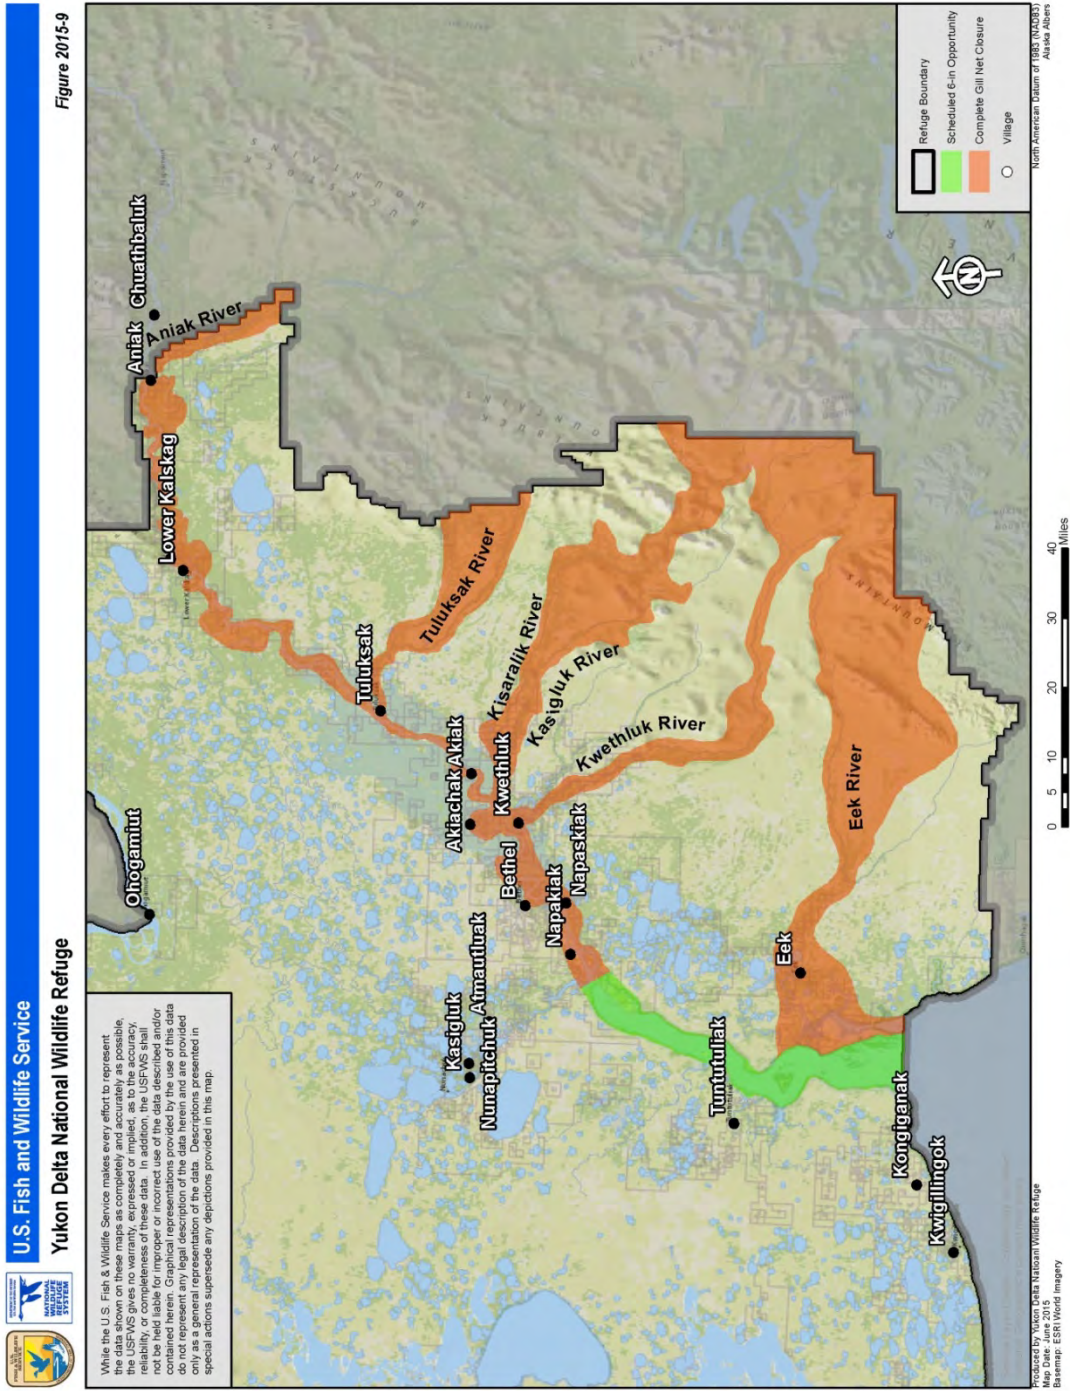 U.S. Fish and Wildlife Service
NATIONAL
WILDLIFE
REFUGE
SYSTEM
Yukon Delta National Wildlife Refuge
Figure 2015-9
While the U.S. Fish & Wildlife Service makes every effort to represent
the data shown on these maps as completely and accurately as possible,
the USFWS gives no warranty, expressed or implied, as to the accuracy,
reliability, or completeness of these data. In addition, the USFWS shall
not be held liable for improper or incorrect use of the data described and/or
contained herein. Graphical representations provided by the use of this data
do not represent any legal description of the data herein and are provided
only as a general representation of the data. Descriptions presented in
special actions supersede any depictions provided in this map.
Ohogamiut
Lower Kalskag
Aniak
Chuathbaluk
Aniak River
Tuluksak
Tuluksak River
Kasigluk
Atmautluak
Nunapitchuk
Akiachak
Akiak
Kwethluk
Kisaralik River
Kasigluk River
Bethel
Napakiak
Napaskiak
Kwethluk River
Tuntutuliak
Eek
Eek River
MOUNTAINS
Kongiganak
Kwigillingok
Refuge Boundary
Scheduled 6-in Opportunity
Complete Gill Net Closure
Village
N
Produced by Yukon Delta Natioanl Wildlife Refuge
Map Date: June 2015
Basemap: ESRI World Imagery
0 5 10 20 30 40
Miles
North American Datum of 1983 (NAD83)
Alaska Albers